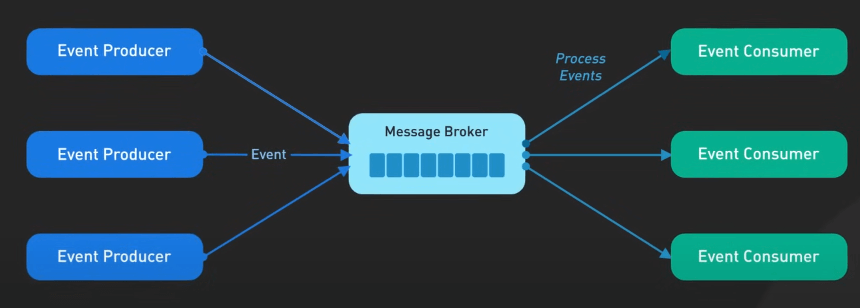 Event Producer
Event Producer
Event Producer
Event
Message Broker
Process
Events
Event Consumer
Event Consumer
Event Consumer